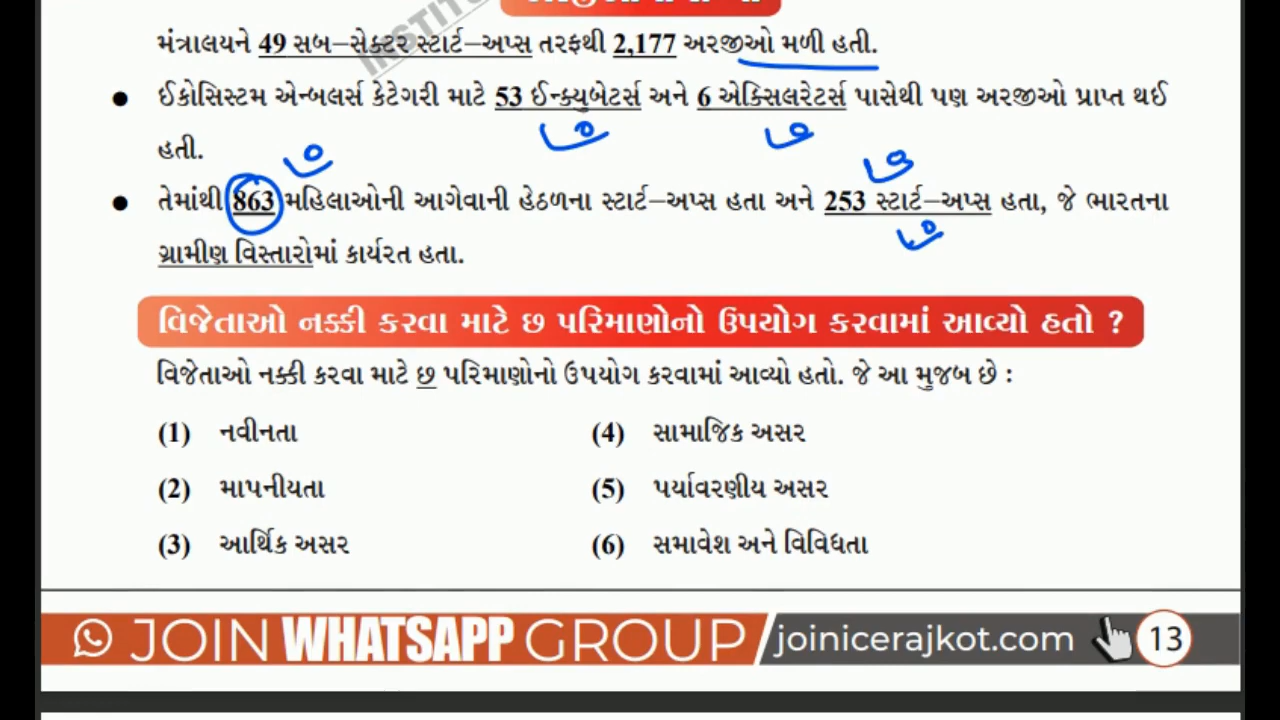 મંત્રાલયને 49 સબ–સેક્ટર સ્ટાર્ટ–અપ્સ તરફથી 2,177 અરજીઓ મળી હતી.
● ઈકોસિસ્ટમ એન્બલર્સ કેટેગરી માટે 53 ઈન્ક્યુબેટર્સ અને 6 એક્સિલરેટર્સ પાસેથી પણ અરજીઓ પ્રાપ્ત થઈ
હતી.
● તેમાંથી 863 મહિલાઓની આગેવાની હેઠળના સ્ટાર્ટ–અપ્સ હતા અને 253 સ્ટાર્ટ–અપ્સ હતા, જે ભારતના
ગ્રામીણ વિસ્તારોમાં કાર્યરત હતા.
વિજેતાઓ નક્કી કરવા માટે છ પરિમાણોનો ઉપયોગ કરવામાં આવ્યો હતો ?
વિજેતાઓ નક્કી કરવા માટે છ પરિમાણોનો ઉપયોગ કરવામાં આવ્યો હતો. જે આ મુજબ છે :
(1) નવીનતા
(2) માપનીયતા
(3) આર્થિક અસર
(4) સામાજિક અસર
(5) પર્યાવરણીય અસર
(6) સમાવેશ અને વિવિધતા
JOIN WHATSAPP GROUP joinicerajkot.com 13